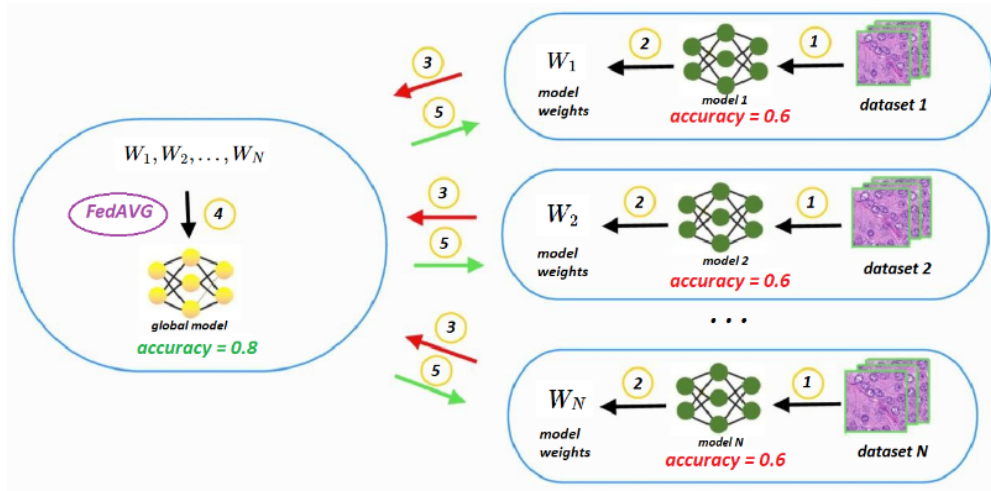 3
5
W₁, W₂, ..., W_N
FedAVG
4
global model
accuracy = 0.8
3
5
3
5
W₁
model
weights
2
1
model 1
accuracy = 0.6
dataset 1
W₂
model
weights
2
1
model 2
accuracy = 0.6
dataset 2
...
W_N
model
weights
2
1
model N
accuracy = 0.6
dataset N